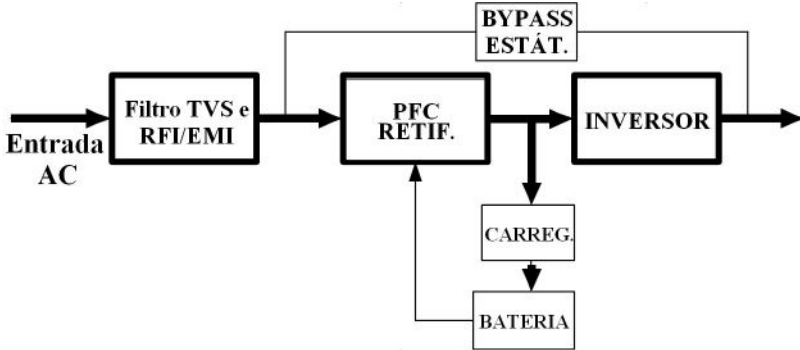 BYPASS
ESTÁT.
Filtro TVS e
RFI/EMI
PFC
RETIF.
INVERSOR
Entrada
AC
CARREG.
BATERIA